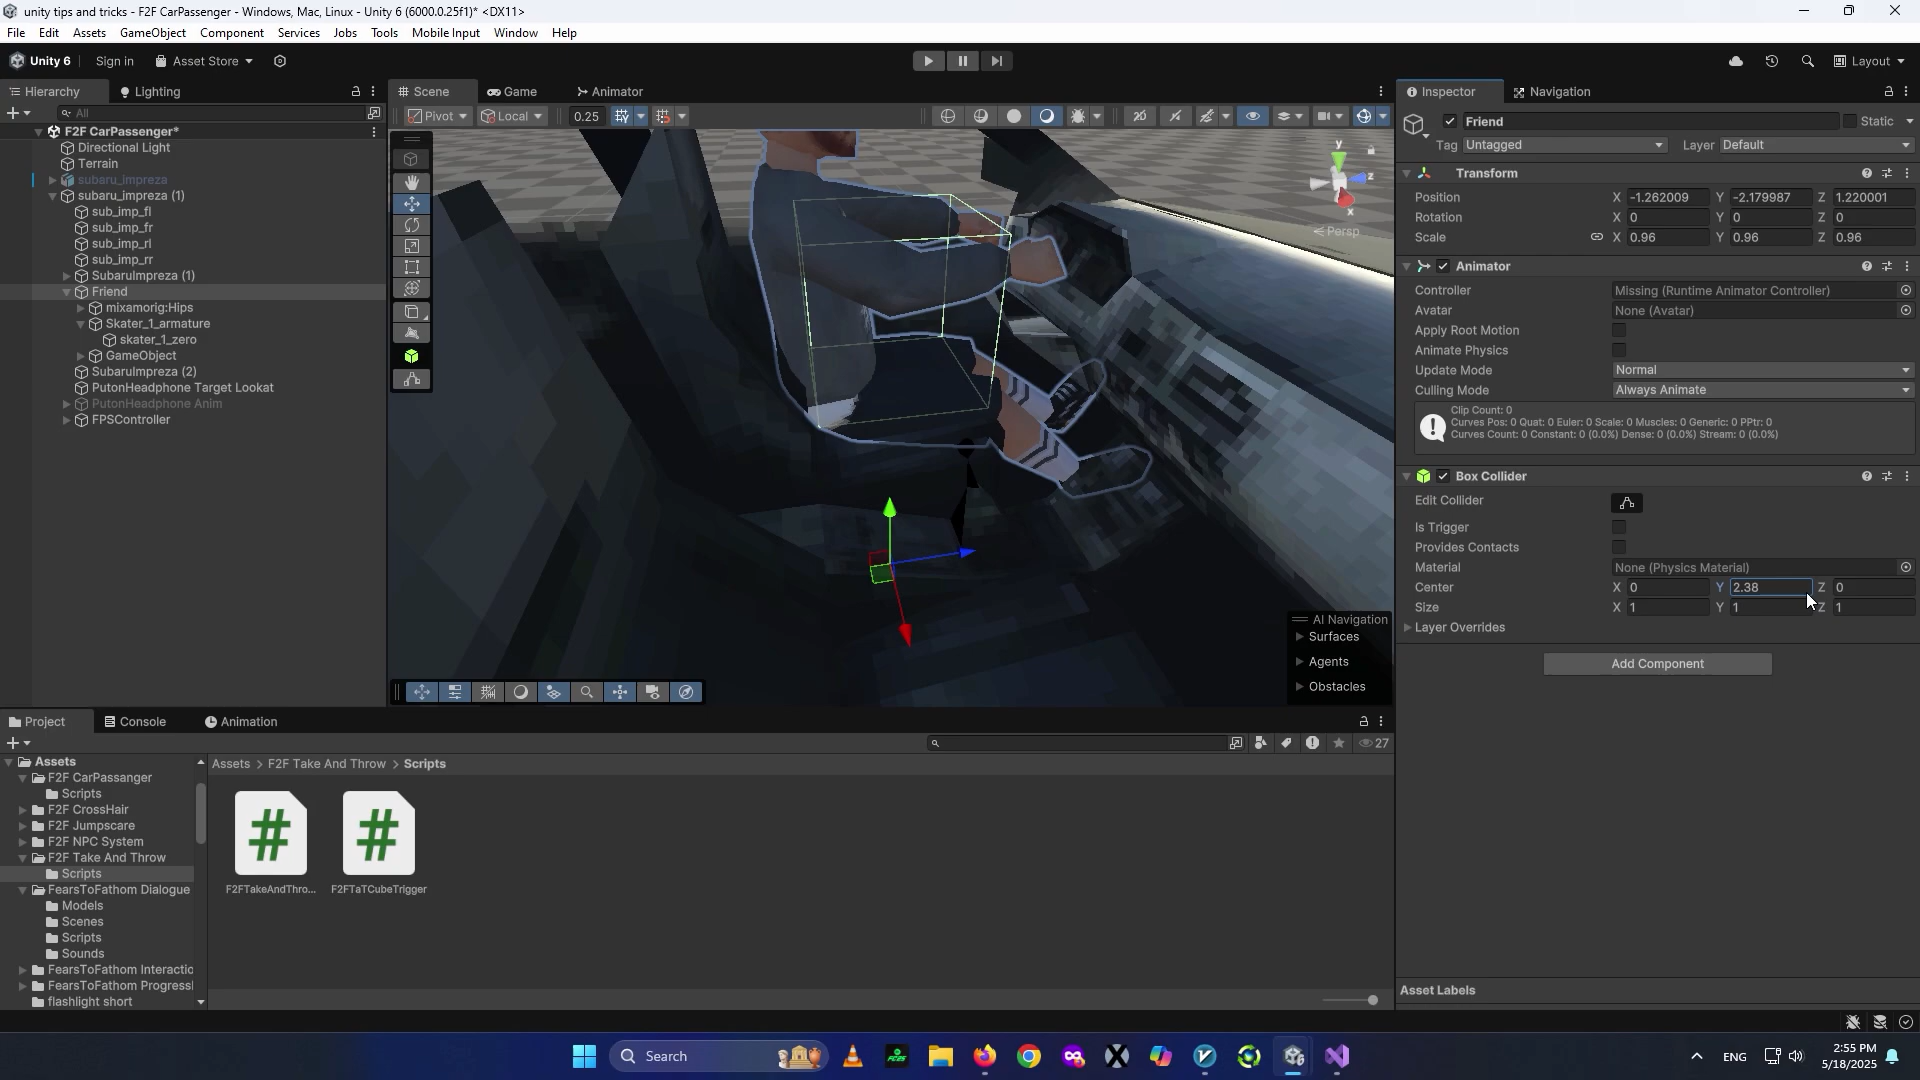 unity tips and tricks - F2F CarPassenger - Windows, Mac, Linux - Unity 6 (6000.0.25f1)* <DX11>
File Edit Assets GameObject Component Services Jobs Tools Mobile Input Window Help
Unity 6 Sign in Asset Store Layout
Hierarchy Lighting
All
F2F CarPassenger*
Directional Light
Terrain
subaru_impreza
subaru_impreza (1)
sub_imp_fl
sub_imp_fr
sub_imp_rl
sub_imp_rr
SubaruImpreza (1)
Friend
mixamorig:Hips
Skater_1_armature
skater_1_zero
GameObject
SubaruImpreza (2)
PutonHeadphone Target Lookat
PutonHeadphone Anim
FPSController
Scene Game Animator
Pivot Local 0.25 2D
y
z
x
Persp
AI Navigation
Surfaces
Agents
Obstacles
Inspector Navigation
Friend Static
Tag Untagged Layer Default
Transform
Position X -1.262009 Y -2.179987 Z 1.220001
Rotation X 0 Y 0 Z 0
Scale X 0.96 Y 0.96 Z 0.96
Animator
Controller Missing (Runtime Animator Controller)
Avatar None (Avatar)
Apply Root Motion
Animate Physics
Update Mode Normal
Culling Mode Always Animate
Clip Count: 0
Curves Pos: 0 Quat: 0 Euler: 0 Scale: 0 Muscles: 0 Generic: 0 PPtr: 0
Curves Count: 0 Constant: 0 (0.0%) Dense: 0 (0.0%) Stream: 0 (0.0%)
Box Collider
Edit Collider
Is Trigger
Provides Contacts
Material None (Physics Material)
Center X 0 Y 2.38 Z 0
Size X 1 Y 1 Z 1
Layer Overrides
Add Component
Asset Labels
Project Console Animation
27
Assets
F2F CarPassanger
Scripts
F2F CrossHair
F2F Jumpscare
F2F NPC System
F2F Take And Throw
Scripts
FearsToFathom Dialogue
Models
Scenes
Scripts
Sounds
FearsToFathom Interactio
FearsToFathom Progressi
flashlight short
Assets > F2F Take And Throw > Scripts
F2FTakeAndThro... F2FTaTCubeTrigger
Search
ENG
2:55 PM
5/18/2025